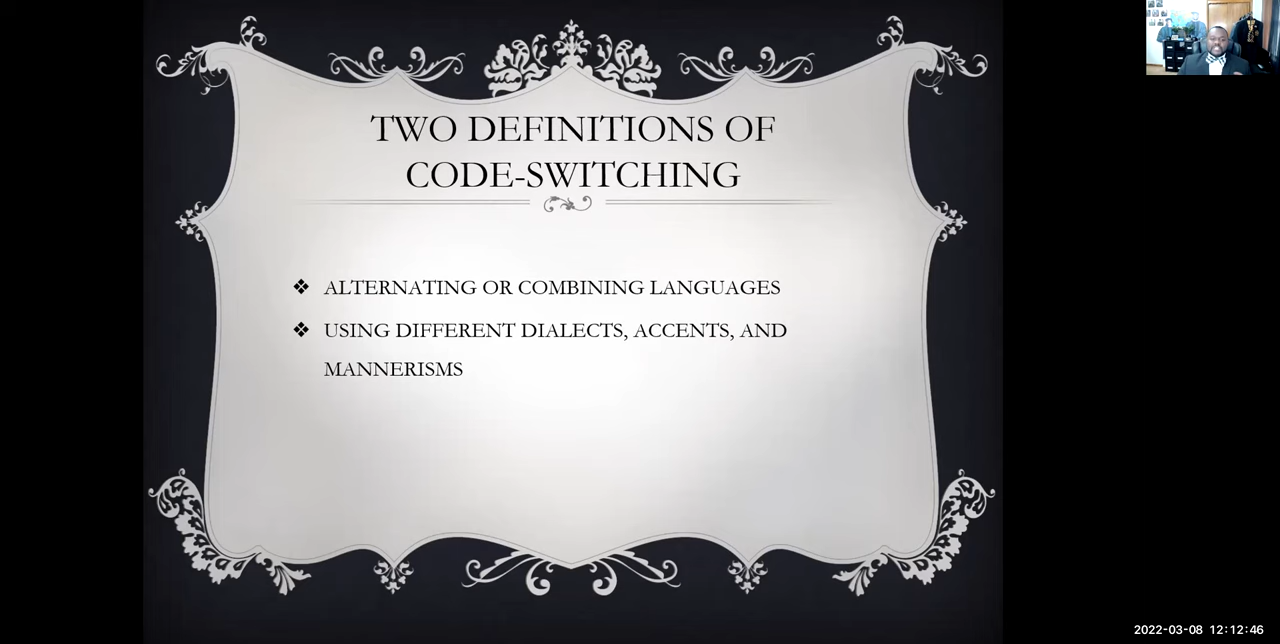 TWO DEFINITIONS OF
CODE-SWITCHING
❖ ALTERNATING OR COMBINING LANGUAGES
❖ USING DIFFERENT DIALECTS, ACCENTS, AND
MANNERISMS
2022-03-08 12:12:46